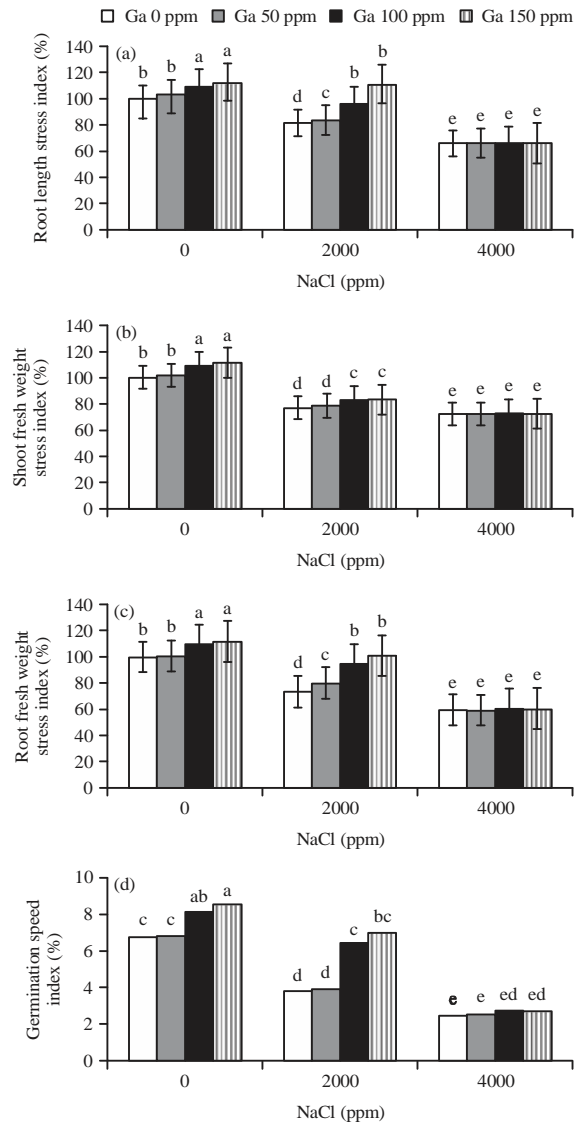 Ga 0 ppm Ga 50 ppm Ga 100 ppm Ga 150 ppm
Root length stress index (%)
(a)
140
120
100
80
60
40
20
0
b b a a
d c b b
e e e e
0 2000 4000
NaCl (ppm)
Shoot fresh weight
stress index (%)
(b)
140
120
100
80
60
40
20
0
b b a a
d d c c
e e e e
0 2000 4000
NaCl (ppm)
Root fresh weight
stress index (%)
(c)
140
120
100
80
60
40
20
0
b b a a
d c b b
e e e e
0 2000 4000
NaCl (ppm)
Germination speed
index (%)
(d)
10
8
6
4
2
0
c c ab a
d d c bc
e e ed ed
0 2000 4000
NaCl (ppm)